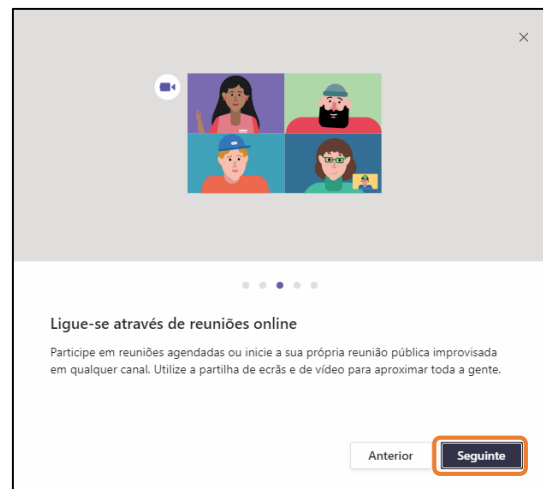 Ligue-se através de reuniões online
Participe em reuniões agendadas ou inicie a sua própria reunião pública improvisada
em qualquer canal. Utilize a partilha de ecrãs e de vídeo para aproximar toda a gente.
Anterior
Seguinte